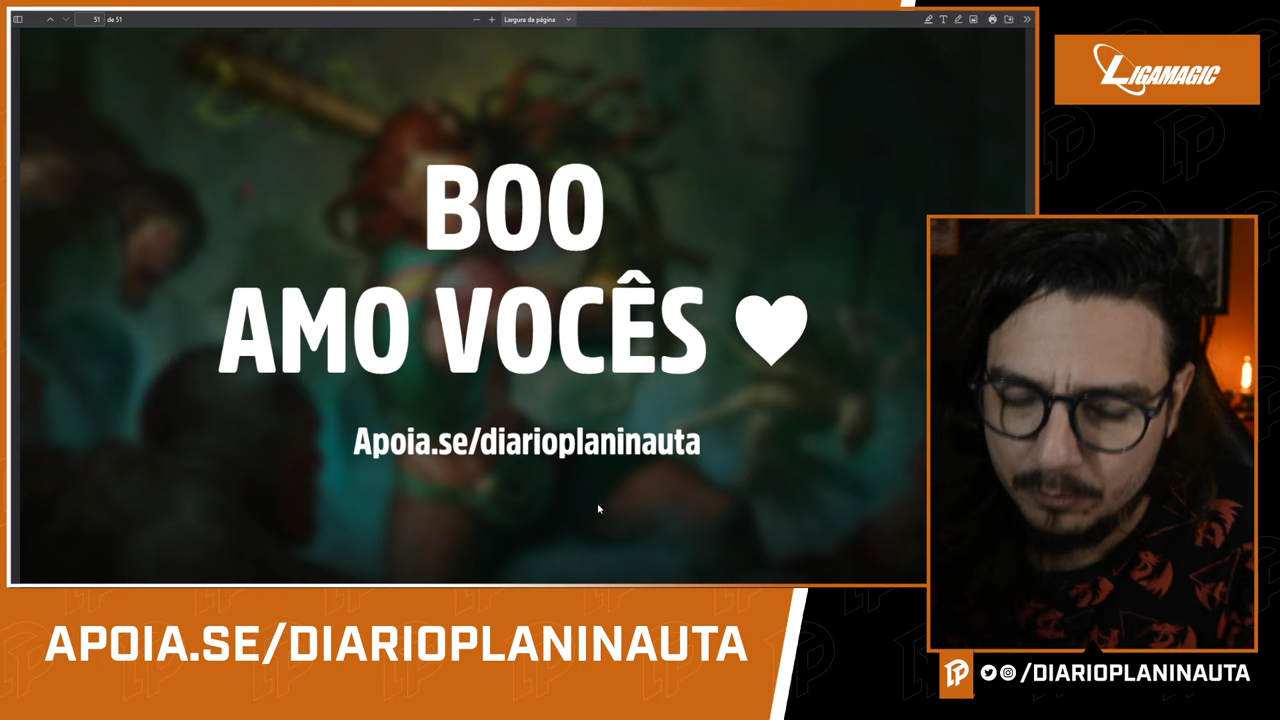 51 de 51
Largura da página
LIGAMAGIC
BOO
AMO VOCÊS ♥
Apoia.se/diarioplaninauta
APOIA.SE/DIARIOPLANINAUTA
/DIARIOPLANINAUTA